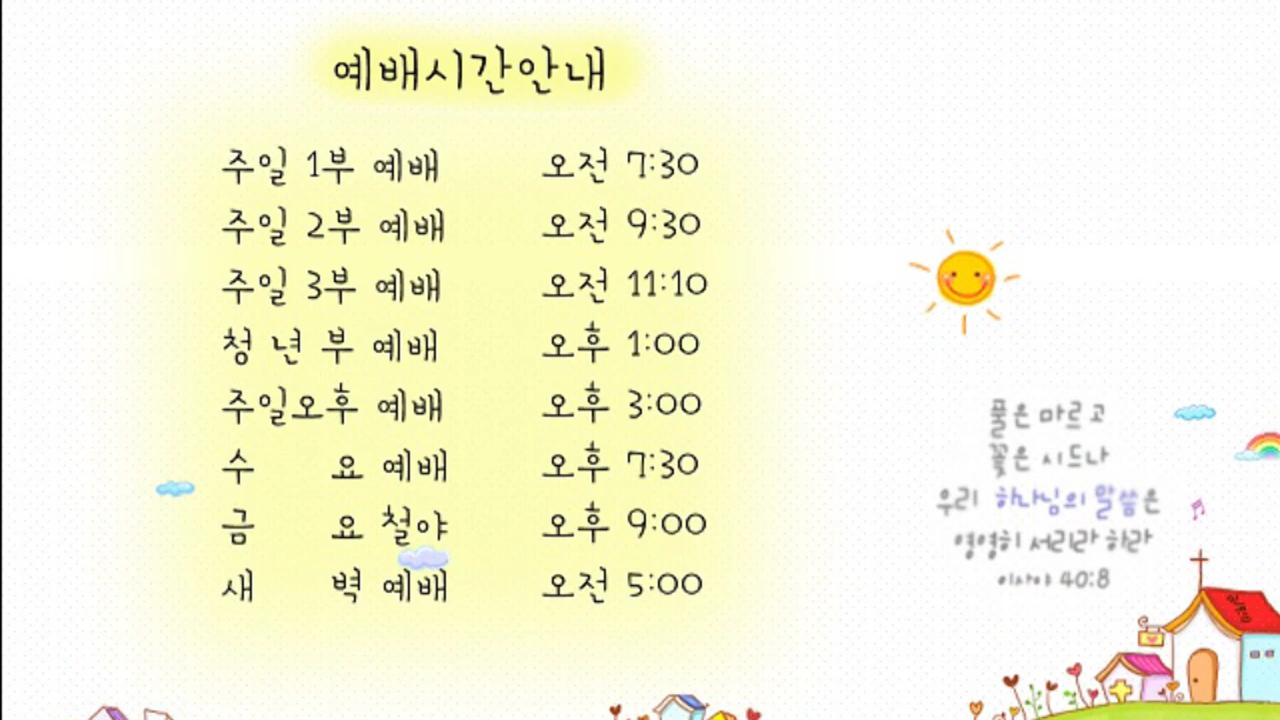 예배시간안내
주일 1부 예배 오전 7:30
주일 2부 예배 오전 9:30
주일 3부 예배 오전 11:10
청 년 부 예배 오후 1:00
주일오후 예배 오후 3:00
수 요 예배 오후 7:30
금 요 철야 오후 9:00
새 벽 예배 오전 5:00
풀은 마르고
꽃은 시드나
우리 하나님의 말씀은
영영히 서리라 하라
이사야 40:8